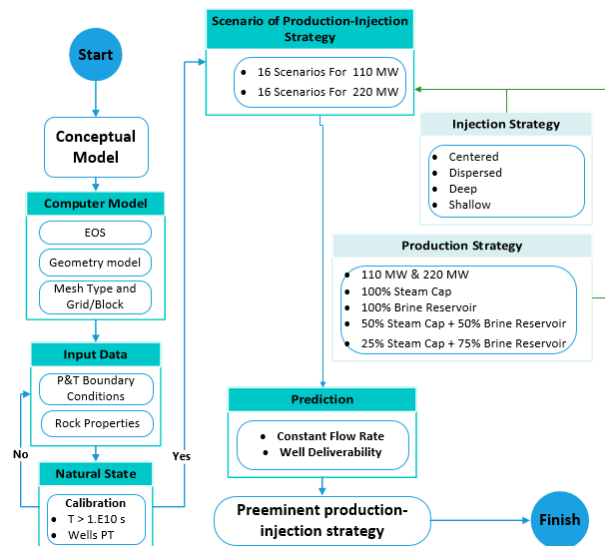 Start
Conceptual
Model
Computer Model
EOS
Geometry model
Mesh Type and
Grid/Block
Input Data
P&T Boundary
Conditions
Rock Properties
No
Natural State
Calibration
T > 1.E10 s
Wells PT
Yes
Scenario of Production-Injection
Strategy
16 Scenarios For 110 MW
16 Scenarios For 220 MW
Injection Strategy
Centered
Dispersed
Deep
Shallow
Production Strategy
110 MW & 220 MW
100% Steam Cap
100% Brine Reservoir
50% Steam Cap + 50% Brine Reservoir
25% Steam Cap + 75% Brine Reservoir
Prediction
Constant Flow Rate
Well Deliverability
Preeminent production-
injection strategy
Finish